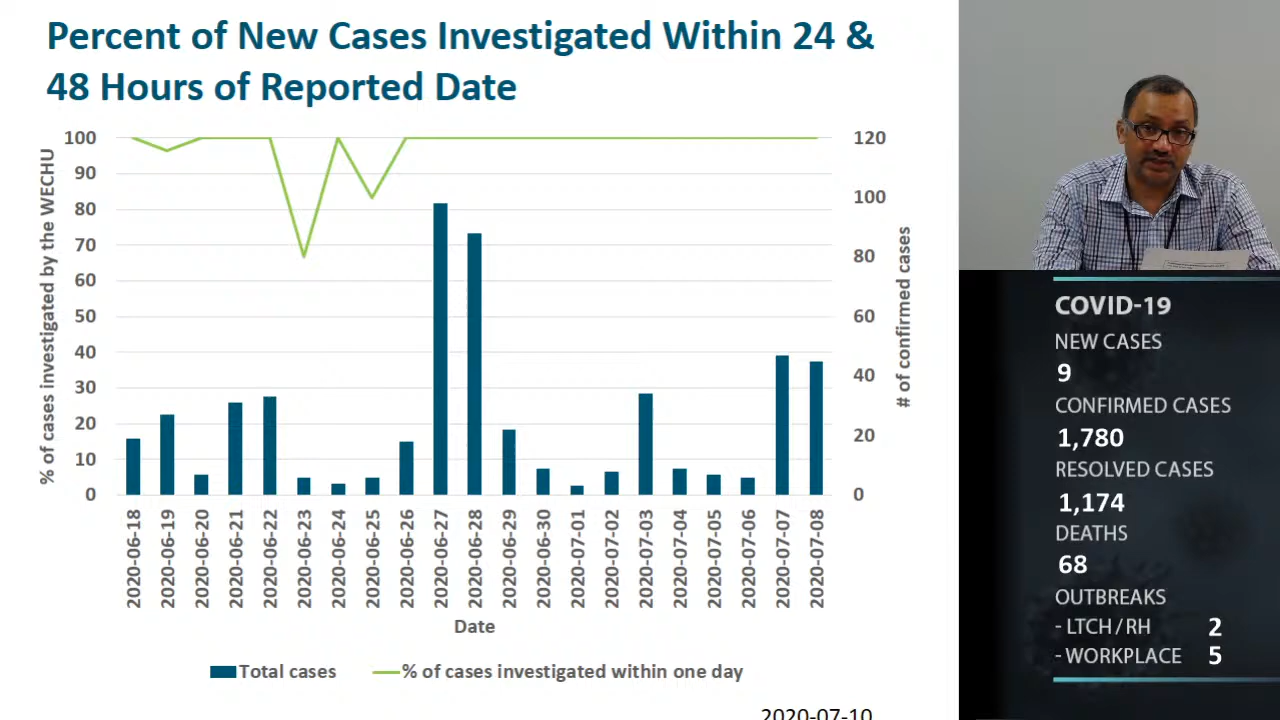 Percent of New Cases Investigated Within 24 &
48 Hours of Reported Date
% of cases investigated by the WECHU
100
90
80
70
60
50
40
30
20
10
0
120
100
80
60
40
20
0
# of confirmed cases
2020-06-18
2020-06-19
2020-06-20
2020-06-21
2020-06-22
2020-06-23
2020-06-24
2020-06-25
2020-06-26
2020-06-27
2020-06-28
2020-06-29
2020-06-30
2020-07-01
2020-07-02
2020-07-03
2020-07-04
2020-07-05
2020-07-06
2020-07-07
2020-07-08
Date
Total cases
% of cases investigated within one day
2020-07-10
COVID-19
NEW CASES
9
CONFIRMED CASES
1,780
RESOLVED CASES
1,174
DEATHS
68
OUTBREAKS
- LTCH / RH 2
- WORKPLACE 5